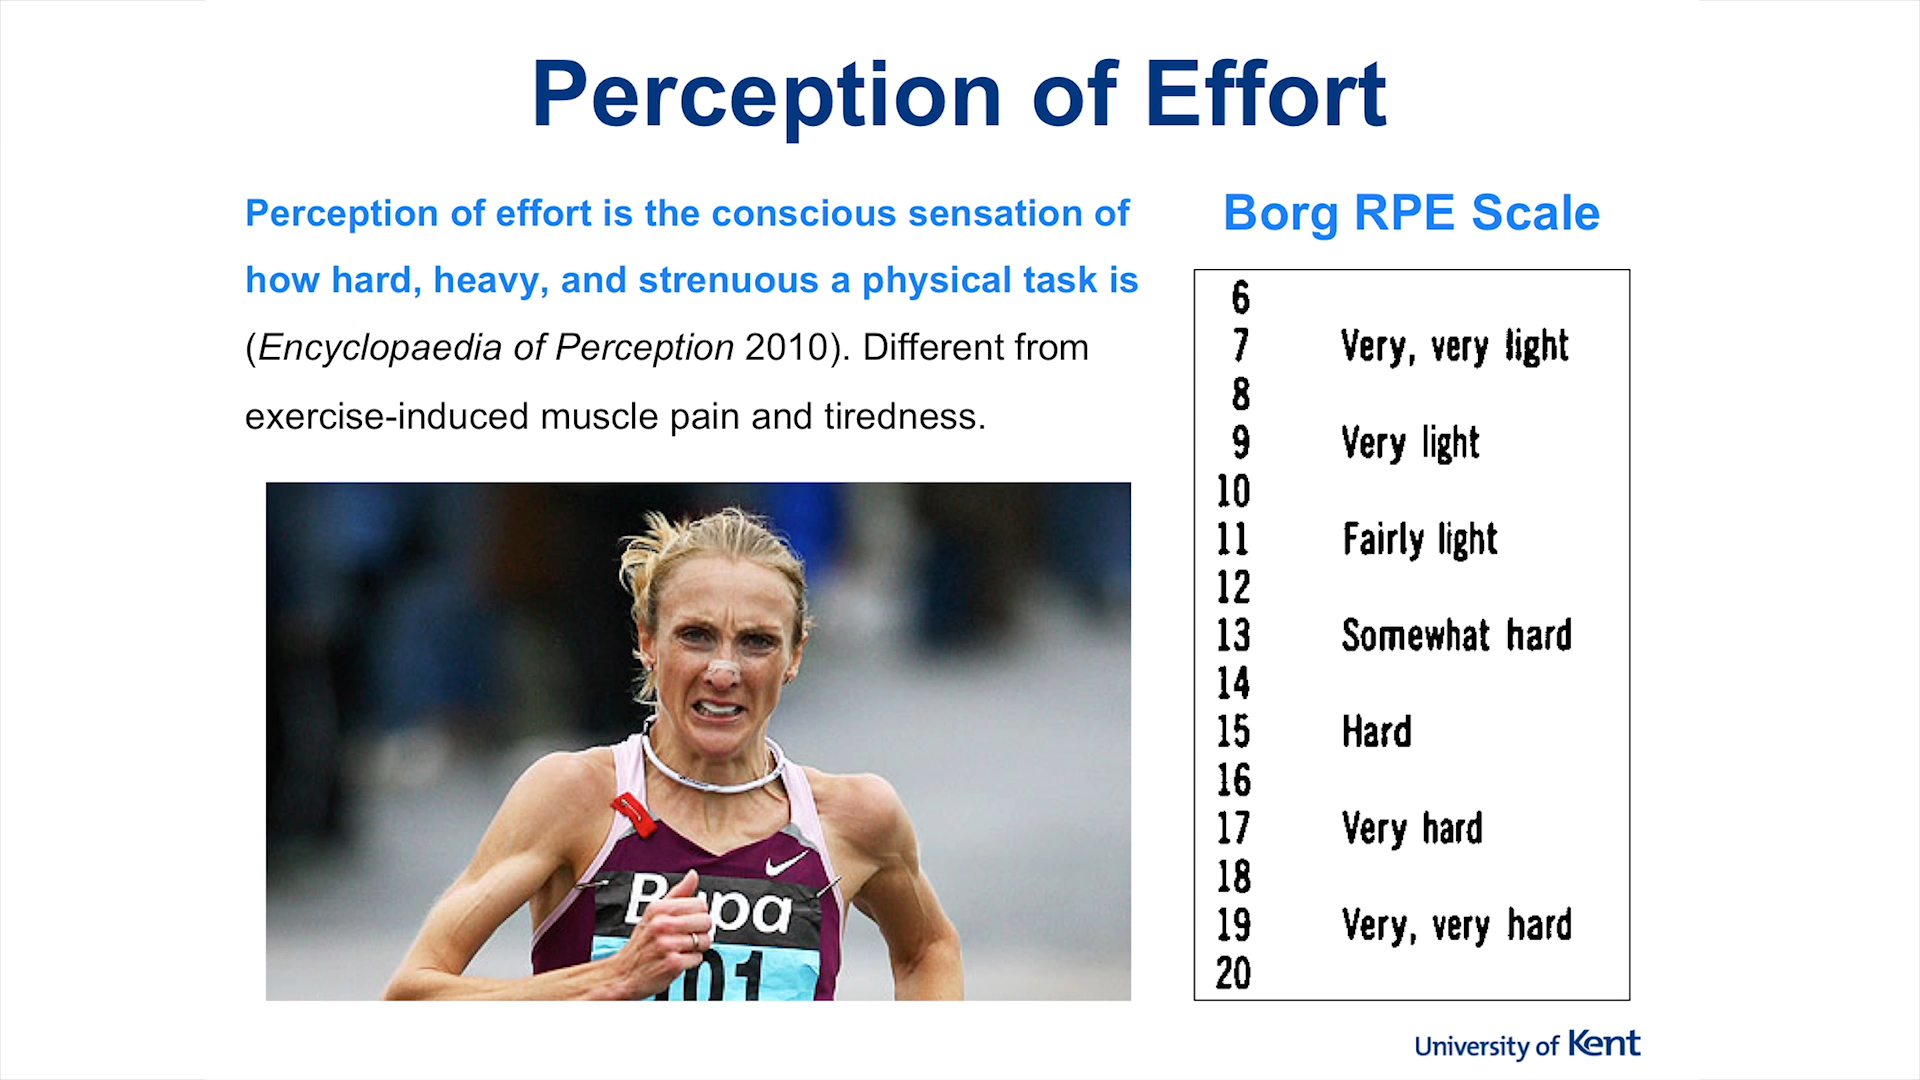 Perception of Effort
Perception of effort is the conscious sensation of
how hard, heavy, and strenuous a physical task is
(Encyclopaedia of Perception 2010). Different from
exercise-induced muscle pain and tiredness.
Borg RPE Scale
6
7 Very, very light
8
9 Very light
10
11 Fairly light
12
13 Somewhat hard
14
15 Hard
16
17 Very hard
18
19 Very, very hard
20
01
University of Kent